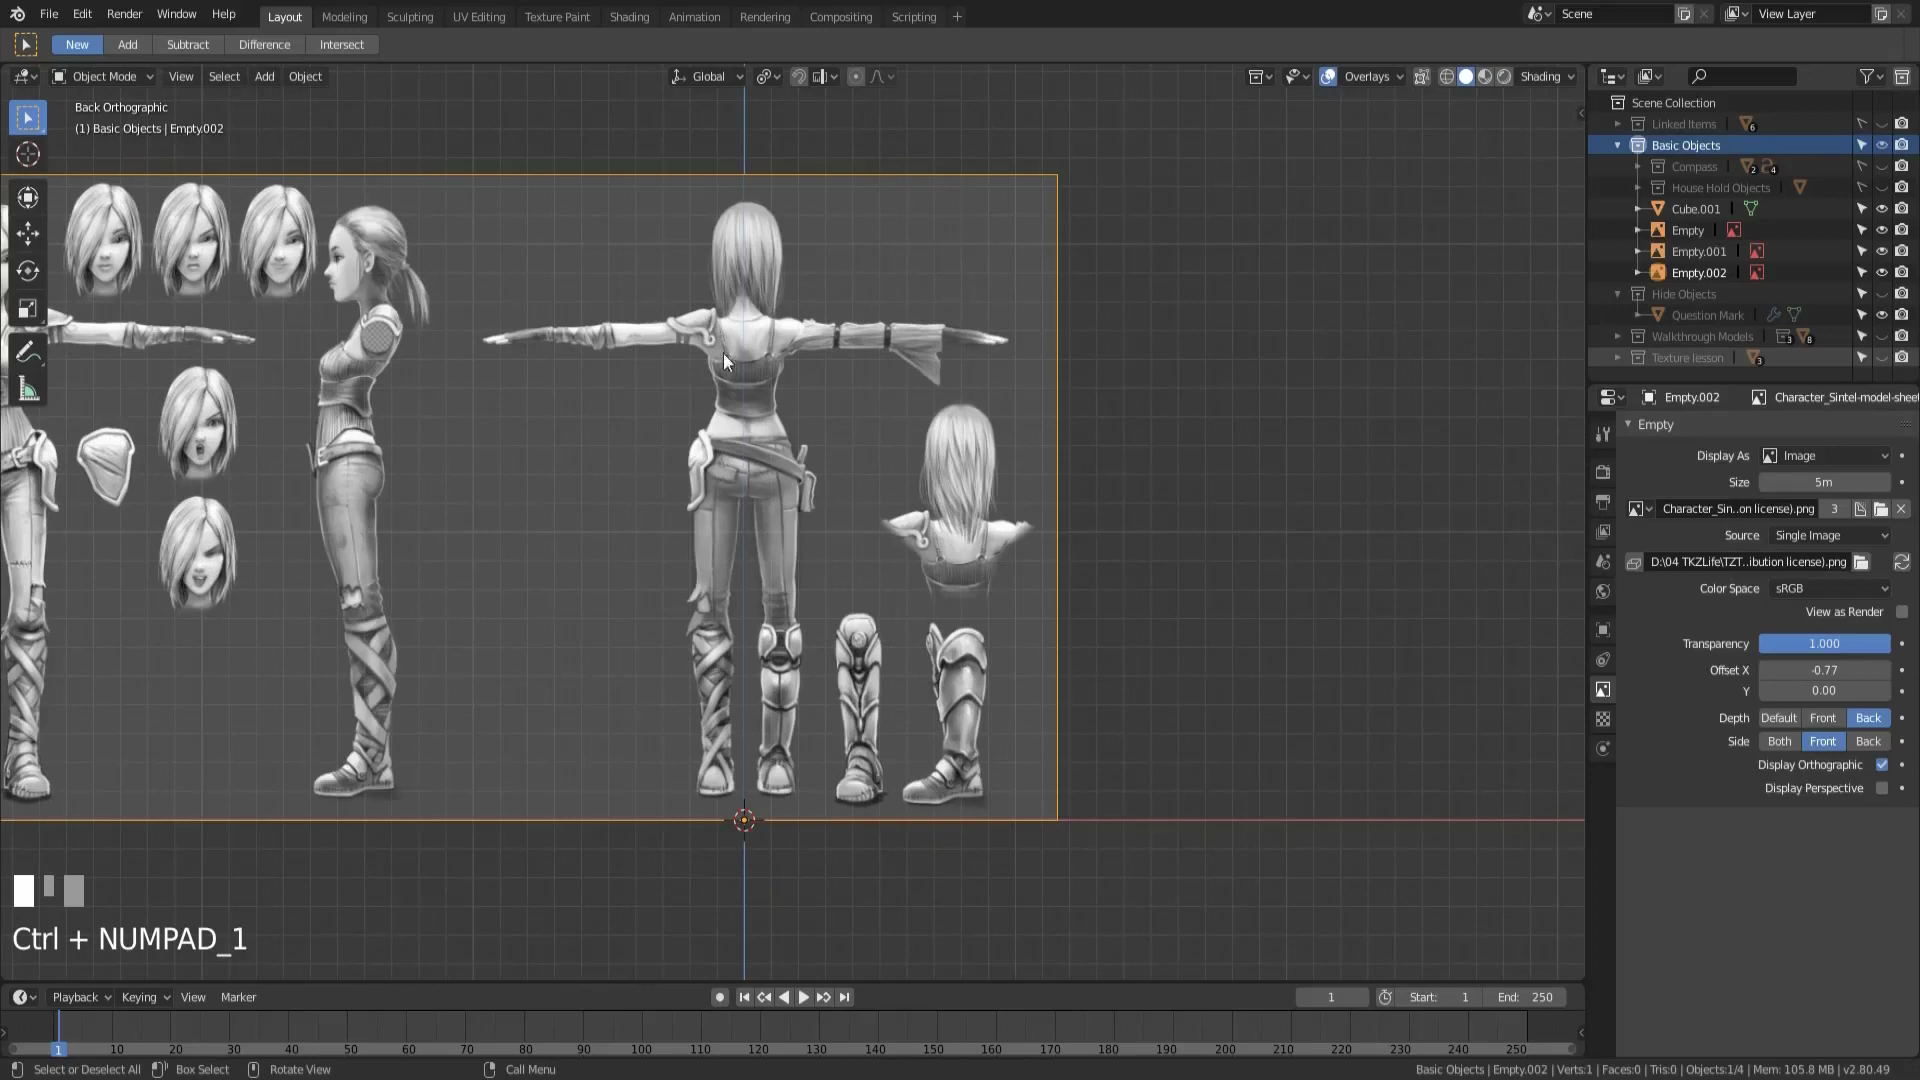 File Edit Render Window Help Layout Modeling Sculpting UV Editing Texture Paint Shading Animation Rendering Compositing Scripting + Scene View Layer
New Add Subtract Difference Intersect
Object Mode View Select Add Object Global Overlays Shading
Back Orthographic
(1) Basic Objects | Empty.002
Scene Collection
Linked Items 6
Basic Objects
Compass 2 4
House Hold Objects
Cube.001
Empty
Empty.001
Empty.002
Hide Objects
Question Mark
Walkthrough Models 3 8
Texture lesson 3
Empty.002 Character_Sintel-model-sheet
Empty
Display As Image
Size 5m
Character_Sin..on license).png 3
Source Single Image
D:\04 TKZLife\TZT..ibution license).png
Color Space sRGB
View as Render
Transparency 1.000
Offset X -0.77
Y 0.00
Depth Default Front Back
Side Both Front Back
Display Orthographic
Display Perspective
Ctrl + NUMPAD_1
Playback Keying View Marker 1 Start: 1 End: 250
1 10 20 30 40 50 60 70 80 90 100 110 120 130 140 150 160 170 180 190 200 210 220 230 240 250
Select or Deselect All Box Select Rotate View Call Menu Basic Objects | Empty.002 | Verts:1 | Faces:0 | Tris:0 | Objects:1/4 | Mem: 105.8 MB | v2.80.49